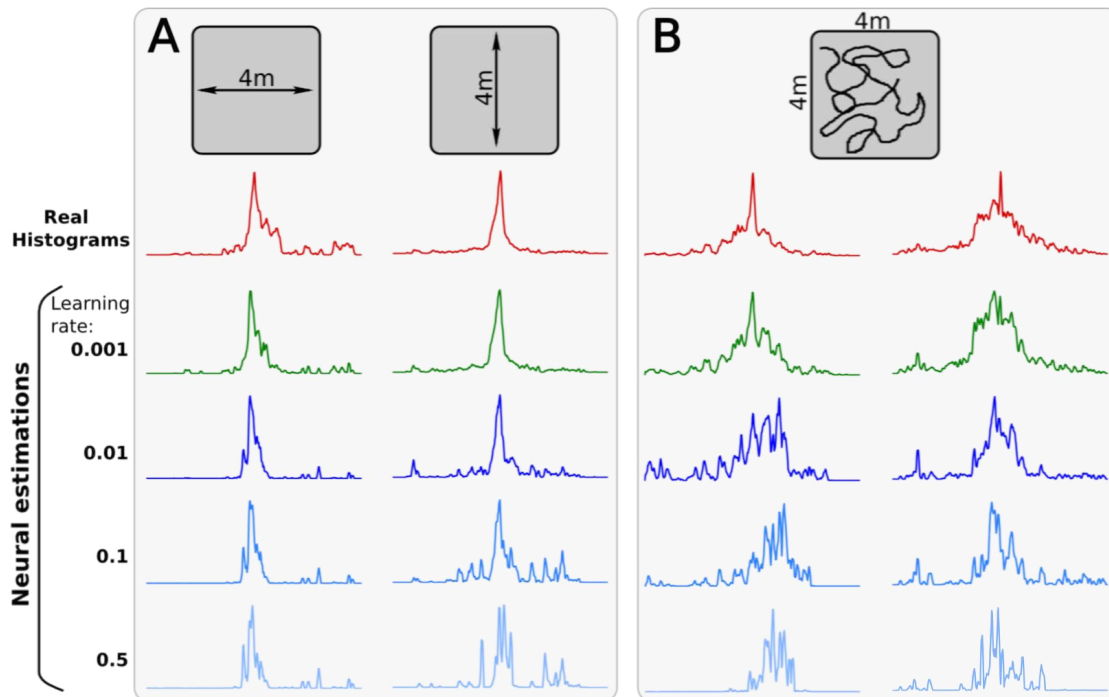 A
4m
4m
B
4m
4m
Real
Histograms
Neural estimations
Learning
rate:
0.001
0.01
0.1
0.5